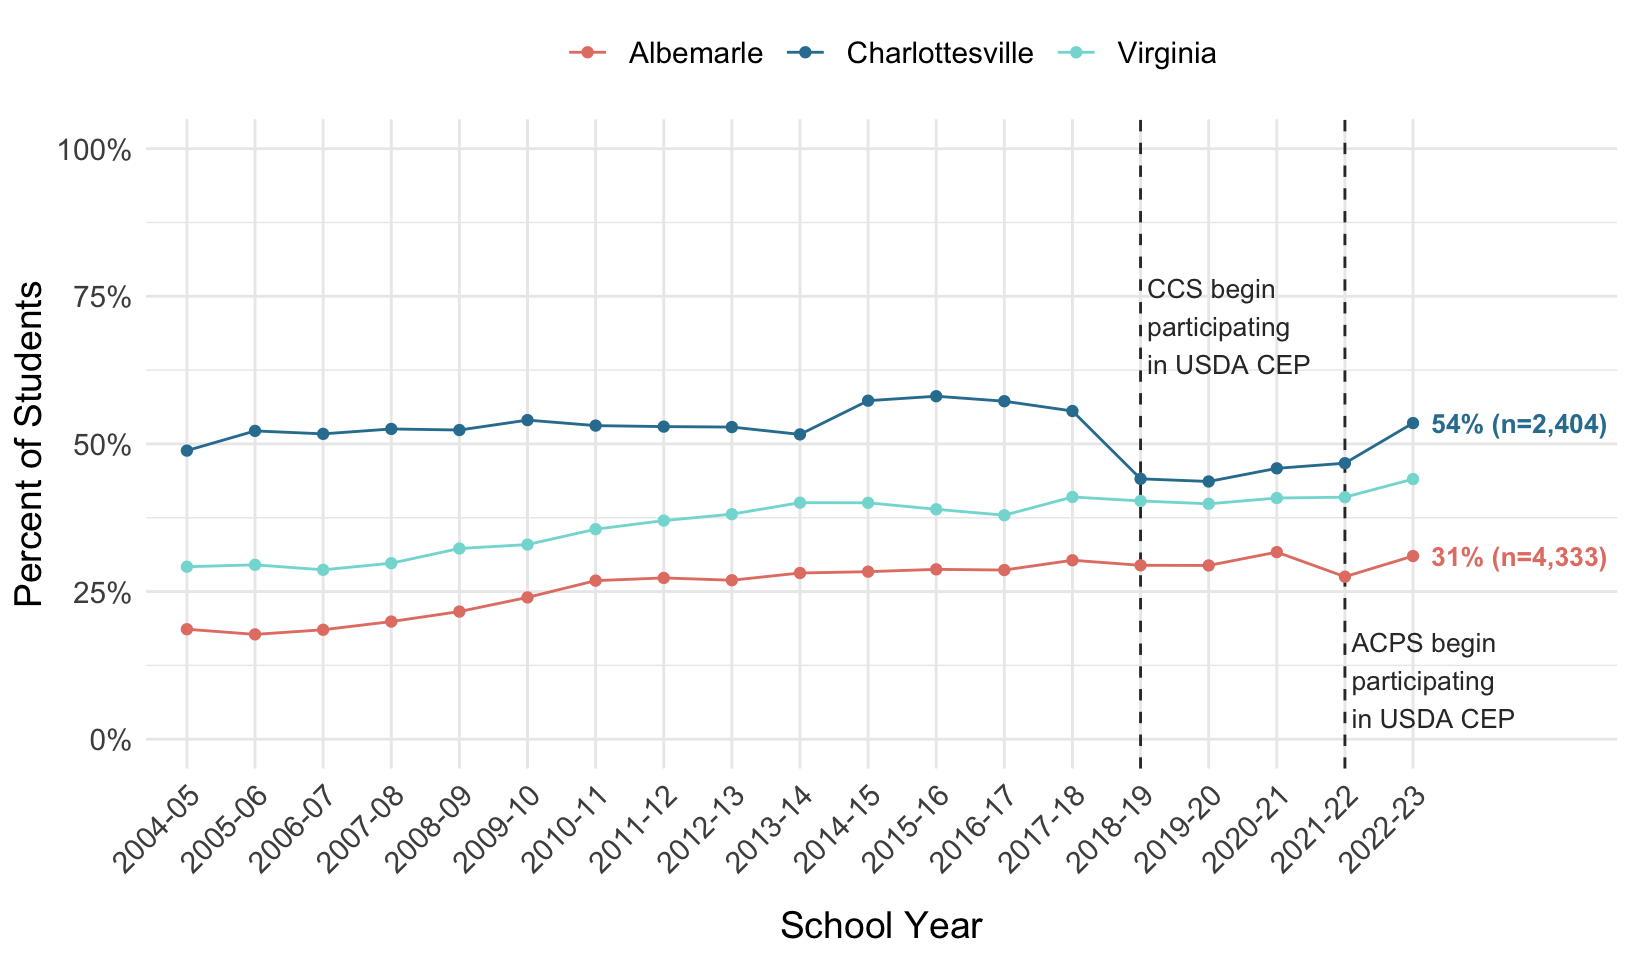 Albemarle
Charlottesville
Virginia
Percent of Students
100%
75%
50%
25%
0%
CCS begin
participating
in USDA CEP
54% (n=2,404)
31% (n=4,333)
ACPS begin
participating
in USDA CEP
2004-05
2005-06
2006-07
2007-08
2008-09
2009-10
2010-11
2011-12
2012-13
2013-14
2014-15
2015-16
2016-17
2017-18
2018-19
2019-20
2020-21
2021-22
2022-23
School Year